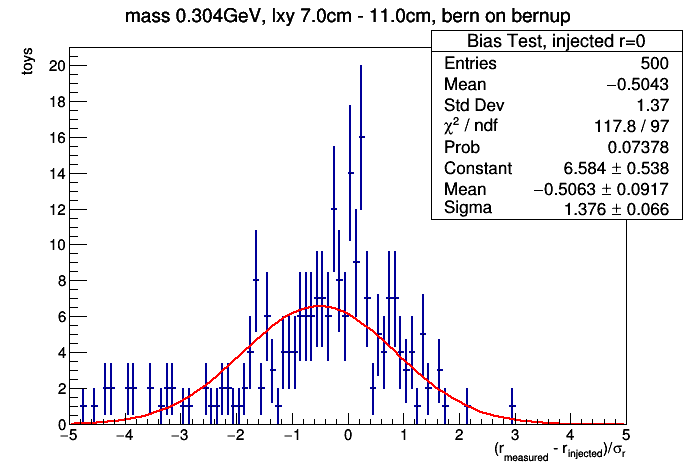 mass 0.304GeV, lxy 7.0cm - 11.0cm, bern on bernup
Bias Test, injected r=0
Entries 500
Mean −0.5043
Std Dev 1.37
χ² / ndf 117.8 / 97
Prob 0.07378
Constant 6.584 ± 0.538
Mean −0.5063 ± 0.0917
Sigma 1.376 ± 0.066
toys
20
18
16
14
12
10
8
6
4
2
0
−5 −4 −3 −2 −1 0 1 2 3 4 5
(r_measured - r_injected)/σ_r